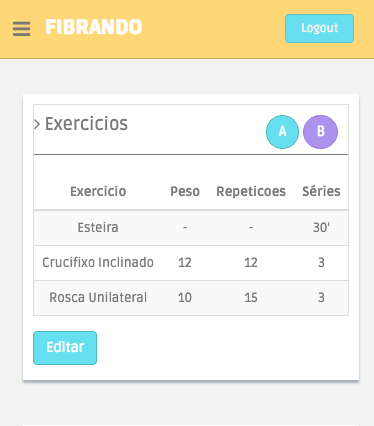 FIBRANDO
Logout
> Exercicios
A B
Exercicio Peso Repeticoes Séries
Esteira - - 30'
Crucifixo Inclinado 12 12 3
Rosca Unilateral 10 15 3
Editar